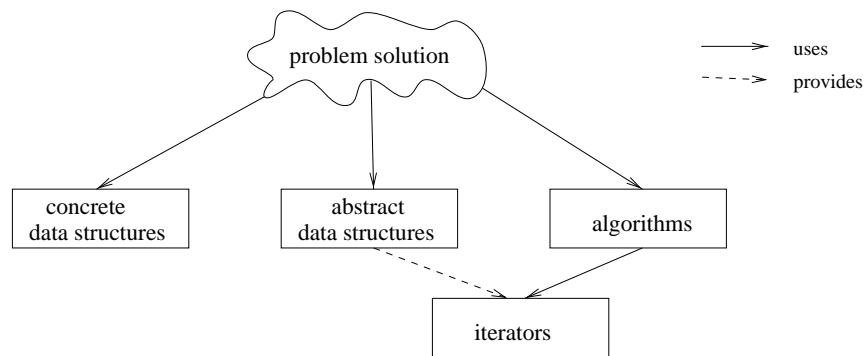 problem solution
uses
provides
concrete
data structures
abstract
data structures
algorithms
iterators